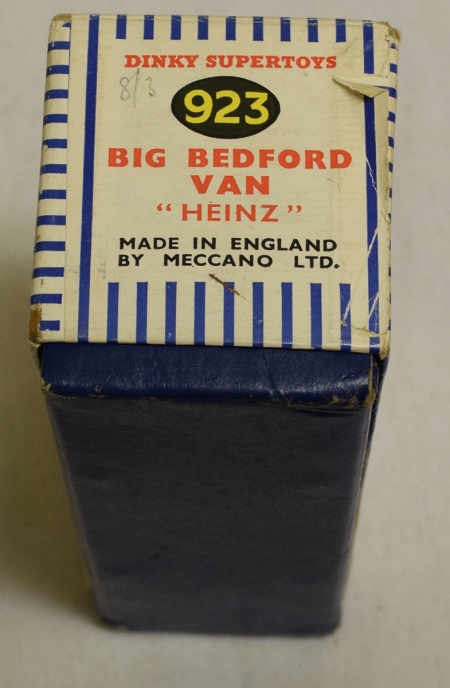 DINKY SUPERTOYS
8/3
923
BIG BEDFORD
VAN
"HEINZ"
MADE IN ENGLAND
BY MECCANO LTD.